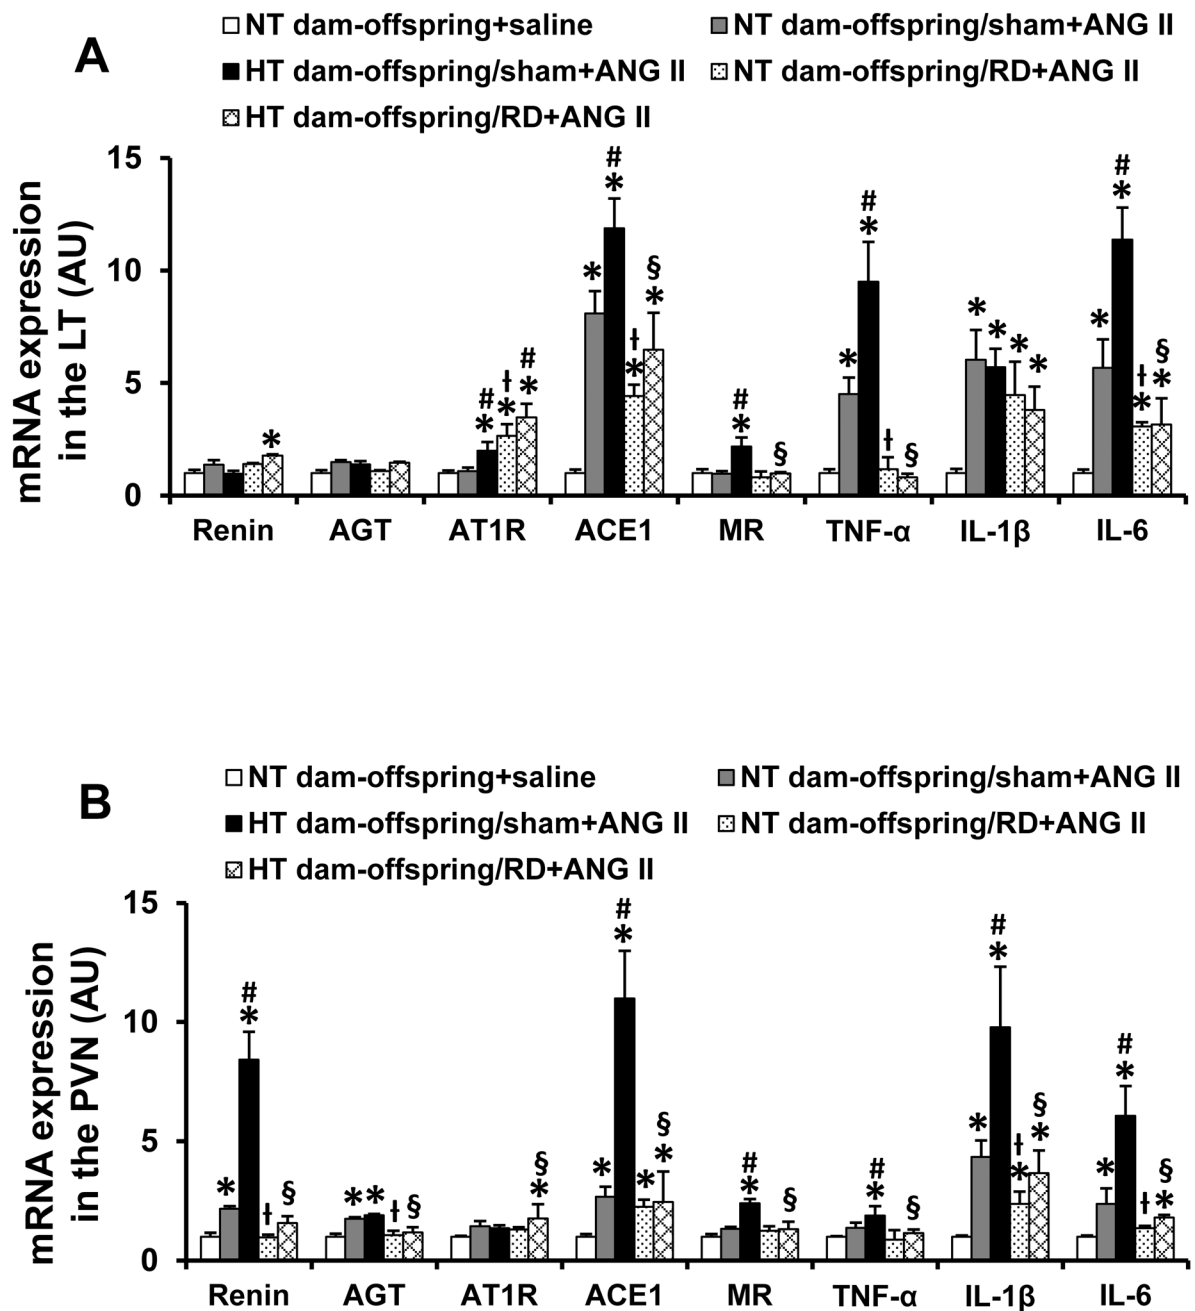 A
NT dam-offspring+saline
NT dam-offspring/sham+ANG II
HT dam-offspring/sham+ANG II
NT dam-offspring/RD+ANG II
HT dam-offspring/RD+ANG II
mRNA expression
in the LT (AU)
15
10
5
0
*
# *
ƚ *
# *
*
# *
ƚ *
§ *
# *
§
*
# *
ƚ
§
*
*
*
*
*
# *
ƚ *
§ *
Renin AGT AT1R ACE1 MR TNF-α IL-1β IL-6
B
NT dam-offspring+saline
NT dam-offspring/sham+ANG II
HT dam-offspring/sham+ANG II
NT dam-offspring/RD+ANG II
HT dam-offspring/RD+ANG II
mRNA expression
in the PVN (AU)
15
10
5
0
*
# *
ƚ
§
*
*
ƚ
§
§ *
*
# *
*
§ *
# *
§
# *
§
*
# *
ƚ *
§ *
*
# *
ƚ
§ *
Renin AGT AT1R ACE1 MR TNF-α IL-1β IL-6